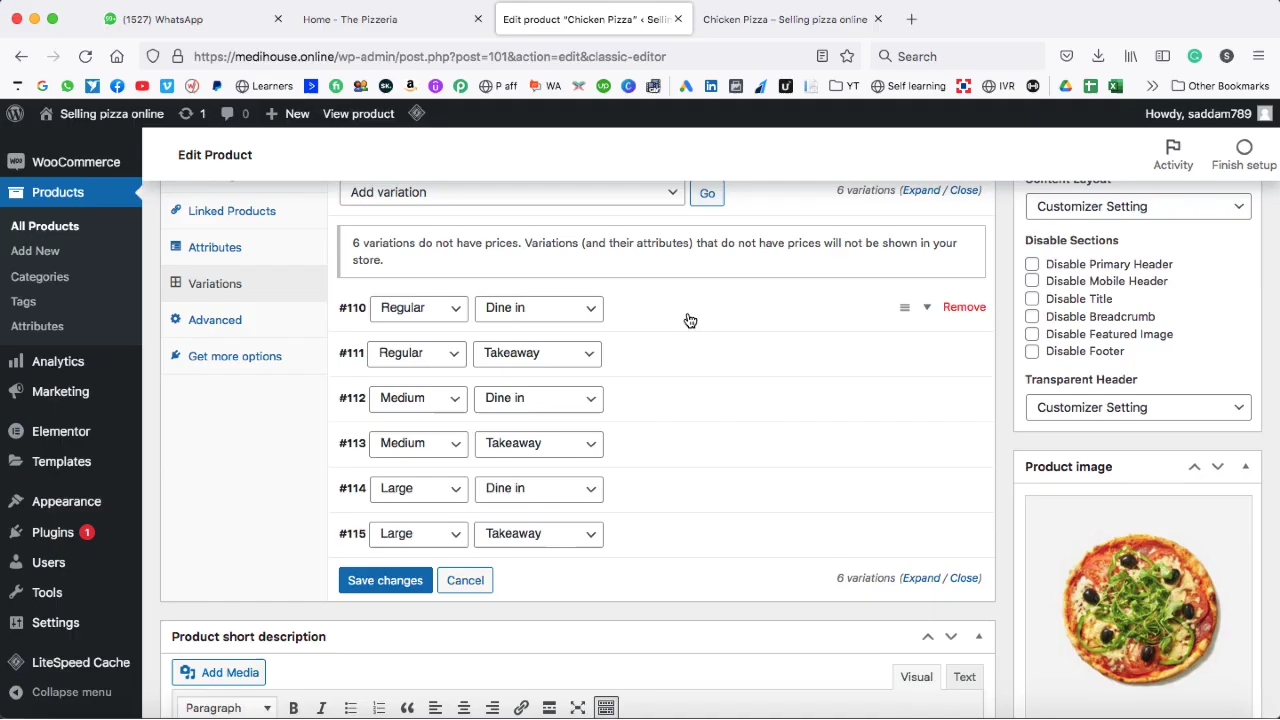 (1527) WhatsApp
Home - The Pizzeria
Edit product "Chicken Pizza" ‹ Sellin
Chicken Pizza – Selling pizza online
https://medihouse.online/wp-admin/post.php?post=101&action=edit&classic-editor
Search
Learners
P aff
WA
YT
Self learning
IVR
Other Bookmarks
Selling pizza online
1
0
New
View product
Howdy, saddam789
WooCommerce
Products
All Products
Add New
Categories
Tags
Attributes
Analytics
Marketing
Elementor
Templates
Appearance
Plugins 1
Users
Tools
Settings
LiteSpeed Cache
Collapse menu
Edit Product
Activity
Finish setup
Linked Products
Attributes
Variations
Advanced
Get more options
Add variation
Go
6 variations (Expand / Close)
6 variations do not have prices. Variations (and their attributes) that do not have prices will not be shown in your
store.
#110 Regular Dine in Remove
#111 Regular Takeaway
#112 Medium Dine in
#113 Medium Takeaway
#114 Large Dine in
#115 Large Takeaway
Save changes
Cancel
6 variations (Expand / Close)
Product short description
Add Media
Visual
Text
Paragraph
B I
Content Layout
Customizer Setting
Disable Sections
Disable Primary Header
Disable Mobile Header
Disable Title
Disable Breadcrumb
Disable Featured Image
Disable Footer
Transparent Header
Customizer Setting
Product image